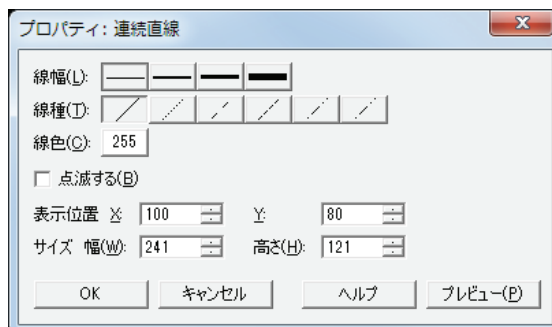 プロパティ: 連続直線
線幅(L):
線種(T):
線色(C): 255
点滅する(B)
表示位置 X: 100 Y: 80
サイズ 幅(W): 241 高さ(H): 121
OK キャンセル ヘルプ プレビュー(P)